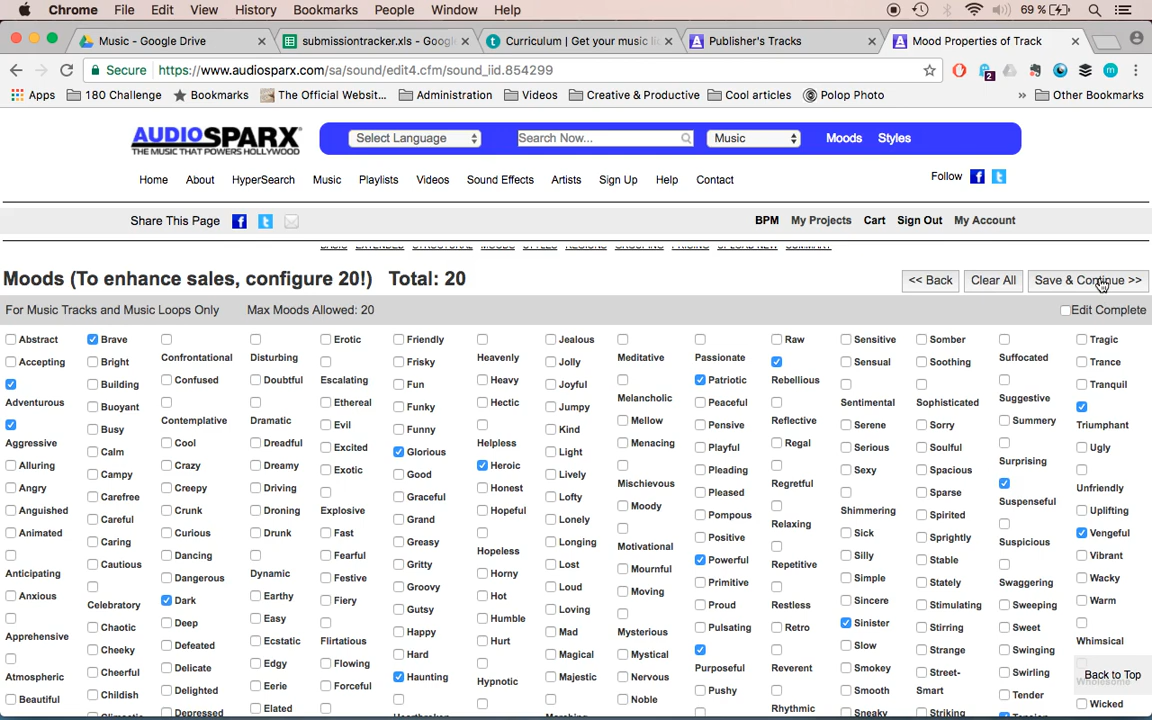 Chrome File Edit View History Bookmarks People Window Help 69 %
Music - Google Drive submissiontracker.xls - Googl Curriculum | Get your music li Publisher's Tracks Mood Properties of Track
Secure https://www.audiosparx.com/sa/sound/edit4.cfm/sound_iid.854299
Apps 180 Challenge Bookmarks The Official Websit... Administration Videos Creative & Productive Cool articles Polop Photo » Other Bookmarks
AUDIOSPARX Select Language Search Now... Music Moods Styles
THE MUSIC THAT POWERS HOLLYWOOD
Home About HyperSearch Music Playlists Videos Sound Effects Artists Sign Up Help Contact Follow
Share This Page BPM My Projects Cart Sign Out My Account
Moods (To enhance sales, configure 20!) Total: 20 << Back Clear All Save & Continue >>
For Music Tracks and Music Loops Only Max Moods Allowed: 20 Edit Complete
Abstract
Accepting
Adventurous
Aggressive
Alluring
Angry
Anguished
Animated
Anticipating
Anxious
Apprehensive
Atmospheric
Beautiful
Brave
Bright
Building
Buoyant
Busy
Calm
Campy
Carefree
Careful
Caring
Cautious
Celebratory
Chaotic
Cheeky
Cheerful
Childish
Confrontational
Confused
Contemplative
Cool
Crazy
Creepy
Crunk
Curious
Dancing
Dangerous
Dark
Deep
Defeated
Delicate
Delighted
Depressed
Disturbing
Doubtful
Dramatic
Dreadful
Dreamy
Driving
Droning
Drunk
Dynamic
Earthy
Easy
Ecstatic
Edgy
Eerie
Elated
Erotic
Escalating
Ethereal
Evil
Excited
Exotic
Explosive
Fast
Fearful
Festive
Fiery
Flirtatious
Flowing
Forceful
Friendly
Frisky
Fun
Funky
Funny
Glorious
Good
Graceful
Grand
Greasy
Gritty
Groovy
Gutsy
Happy
Hard
Haunting
Heavenly
Heavy
Hectic
Helpless
Heroic
Honest
Hopeful
Hopeless
Horny
Hot
Humble
Hurt
Hypnotic
Jealous
Jolly
Joyful
Jumpy
Kind
Light
Lively
Lofty
Lonely
Longing
Lost
Loud
Loving
Mad
Magical
Majestic
Meditative
Melancholic
Mellow
Menacing
Mischievous
Moody
Motivational
Mournful
Moving
Mysterious
Mystical
Nervous
Noble
Passionate
Patriotic
Peaceful
Pensive
Playful
Pleading
Pleased
Pompous
Positive
Powerful
Primitive
Proud
Pulsating
Purposeful
Pushy
Raw
Rebellious
Reflective
Regal
Regretful
Relaxing
Repetitive
Restless
Retro
Reverent
Rhythmic
Sensitive
Sensual
Sentimental
Serene
Serious
Sexy
Shimmering
Sick
Silly
Simple
Sincere
Sinister
Slow
Smokey
Smooth
Sneaky
Somber
Soothing
Sophisticated
Sorry
Soulful
Spacious
Sparse
Spirited
Sprightly
Stable
Stately
Stimulating
Stirring
Strange
Street-
Smart
Striking
Suffocated
Suggestive
Summery
Surprising
Suspenseful
Suspicious
Swaggering
Sweeping
Sweet
Swinging
Swirling
Tender
Tragic
Trance
Tranquil
Triumphant
Ugly
Unfriendly
Uplifting
Vengeful
Vibrant
Wacky
Warm
Whimsical
Back to Top
Wicked